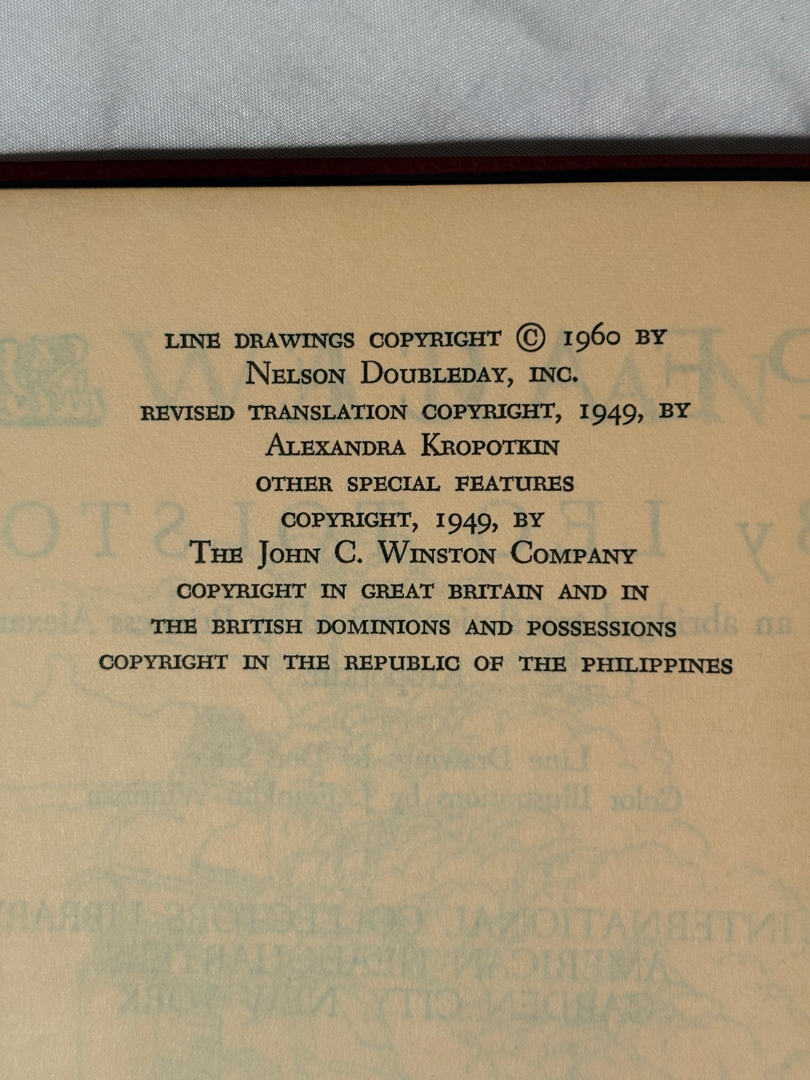 LINE DRAWINGS COPYRIGHT © 1960 BY
NELSON DOUBLEDAY, INC.
REVISED TRANSLATION COPYRIGHT, 1949, BY
ALEXANDRA KROPOTKIN
OTHER SPECIAL FEATURES
COPYRIGHT, 1949, BY
THE JOHN C. WINSTON COMPANY
COPYRIGHT IN GREAT BRITAIN AND IN
THE BRITISH DOMINIONS AND POSSESSIONS
COPYRIGHT IN THE REPUBLIC OF THE PHILIPPINES